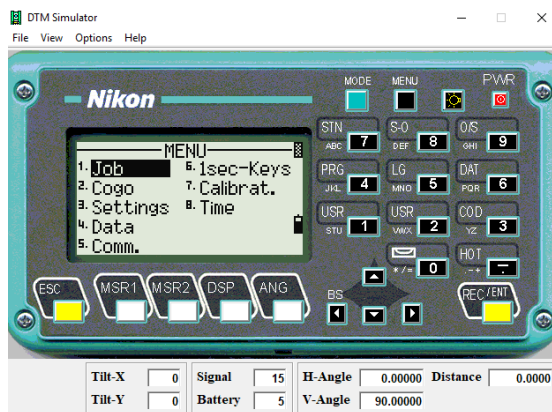 DTM Simulator
File View Options Help
Nikon
MODE MENU PWR
MENU
1. Job 6. 1sec-Keys
2. Cogo 7. Calibrat.
3. Settings 8. Time
4. Data
5. Comm.
STN ABC 7
S-O DEF 8
O/S GHI 9
PRG JKL 4
LG MNO 5
DAT PQR 6
USR STU 1
USR VWX 2
COD YZ 3
* / = 0
HOT . - +
BS
ESC MSR1 MSR2 DSP ANG REC/ENT
Tilt-X 0 Signal 15 H-Angle 0.00000 Distance 0.0000
Tilt-Y 0 Battery 5 V-Angle 90.00000